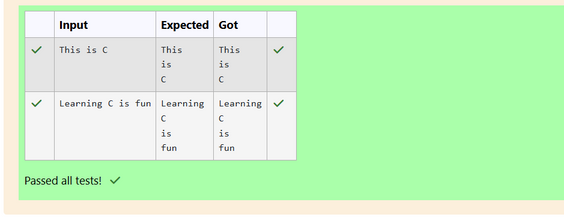 Input Expected Got
This is C This This
is is
C C
Learning C is fun Learning Learning
C C
is is
fun fun
Passed all tests!